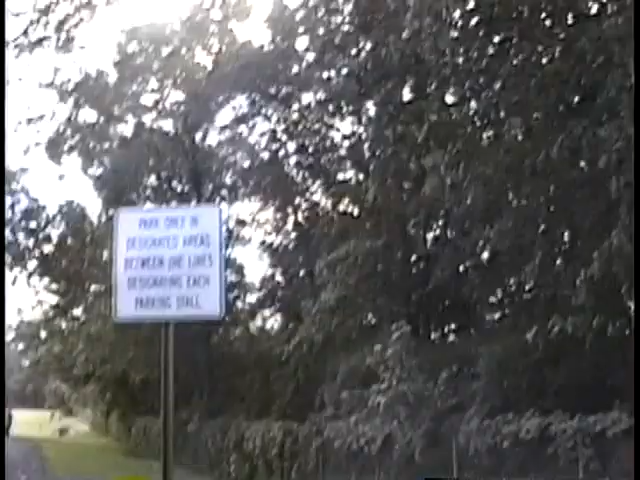 PARK ONLY IN
DESIGNATED AREAS
BETWEEN THE LINES
DESIGNATING EACH
PARKING STALL